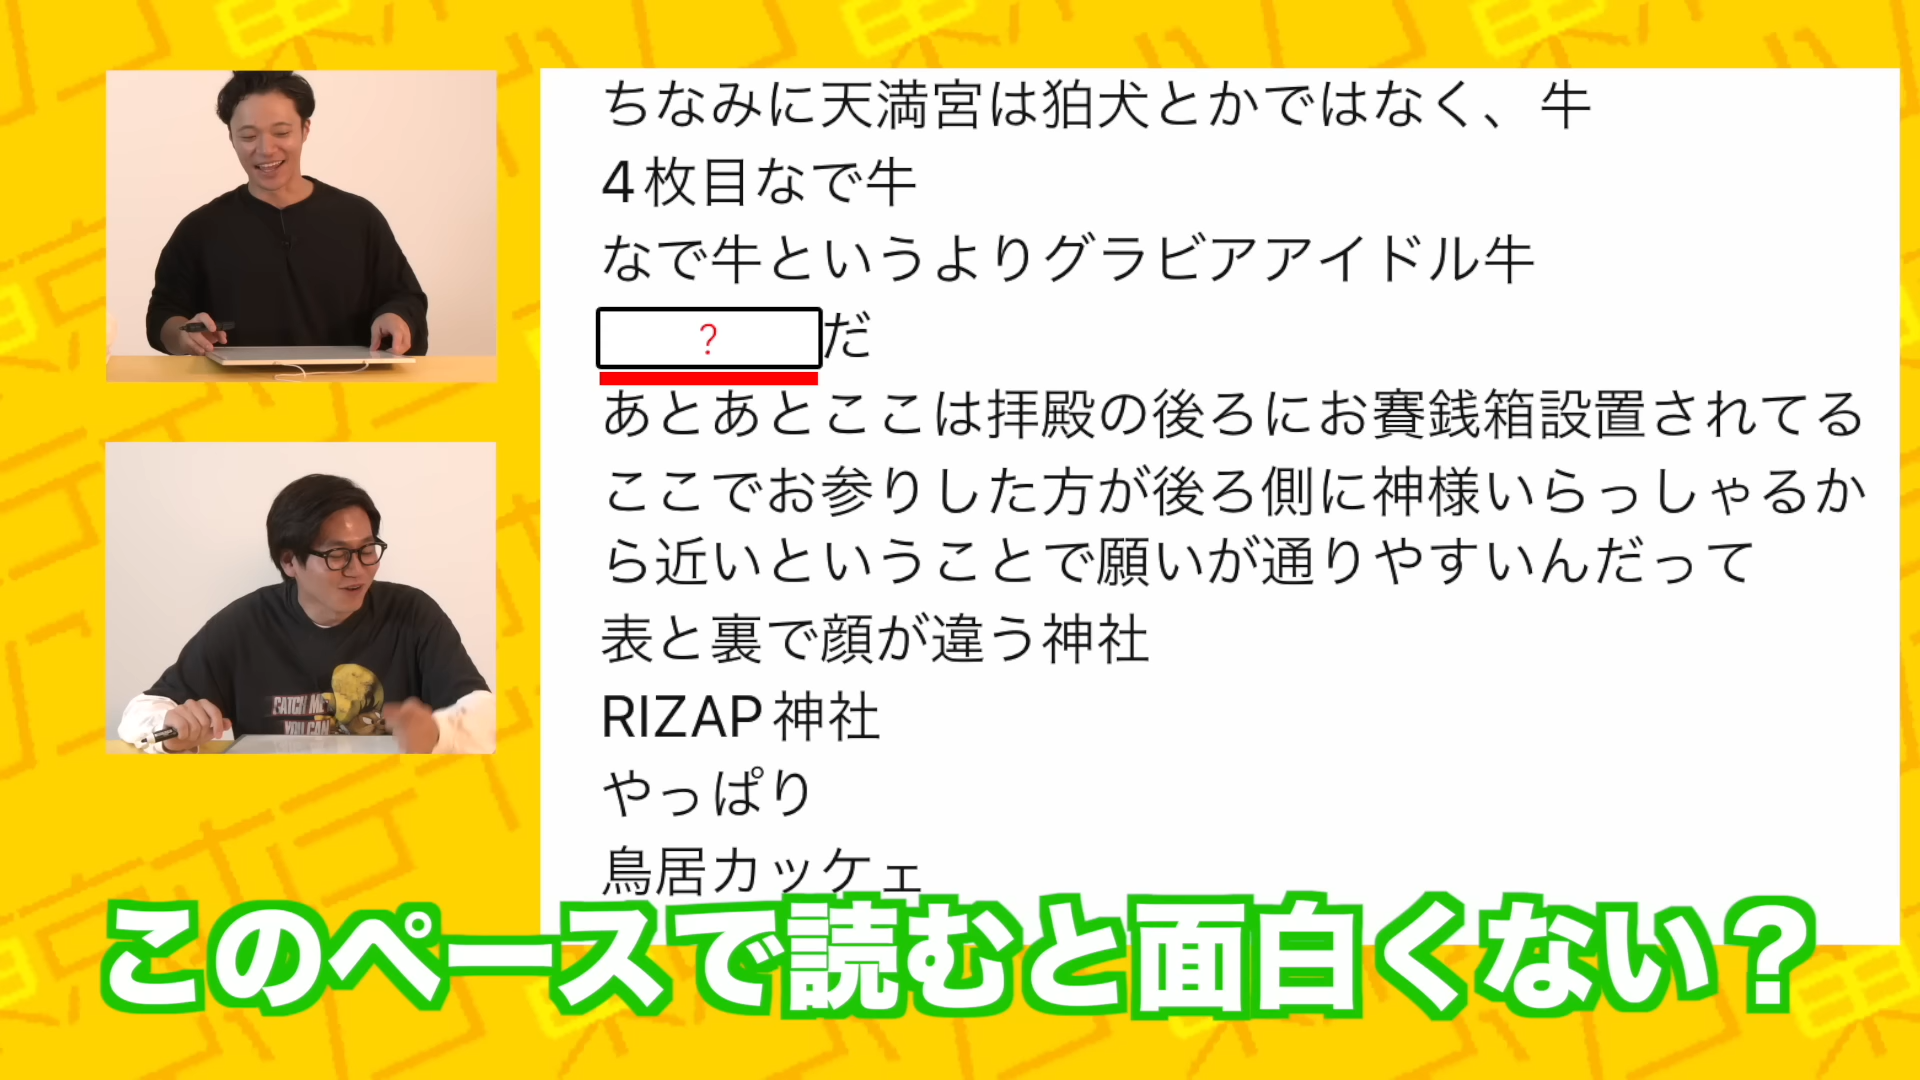 ちなみに天満宮は狛犬とかではなく、牛
4枚目なで牛
なで牛というよりグラビアアイドル牛
?だ
あとあとここは拝殿の後ろにお賽銭箱設置されてる
ここでお参りした方が後ろ側に神様いらっしゃるか
ら近いということで願いが通りやすいんだって
表と裏で顔が違う神社
RIZAP神社
やっぱり
鳥居カッケェ
CATCH ME
YOU CAN
このペースで読むと面白くない?